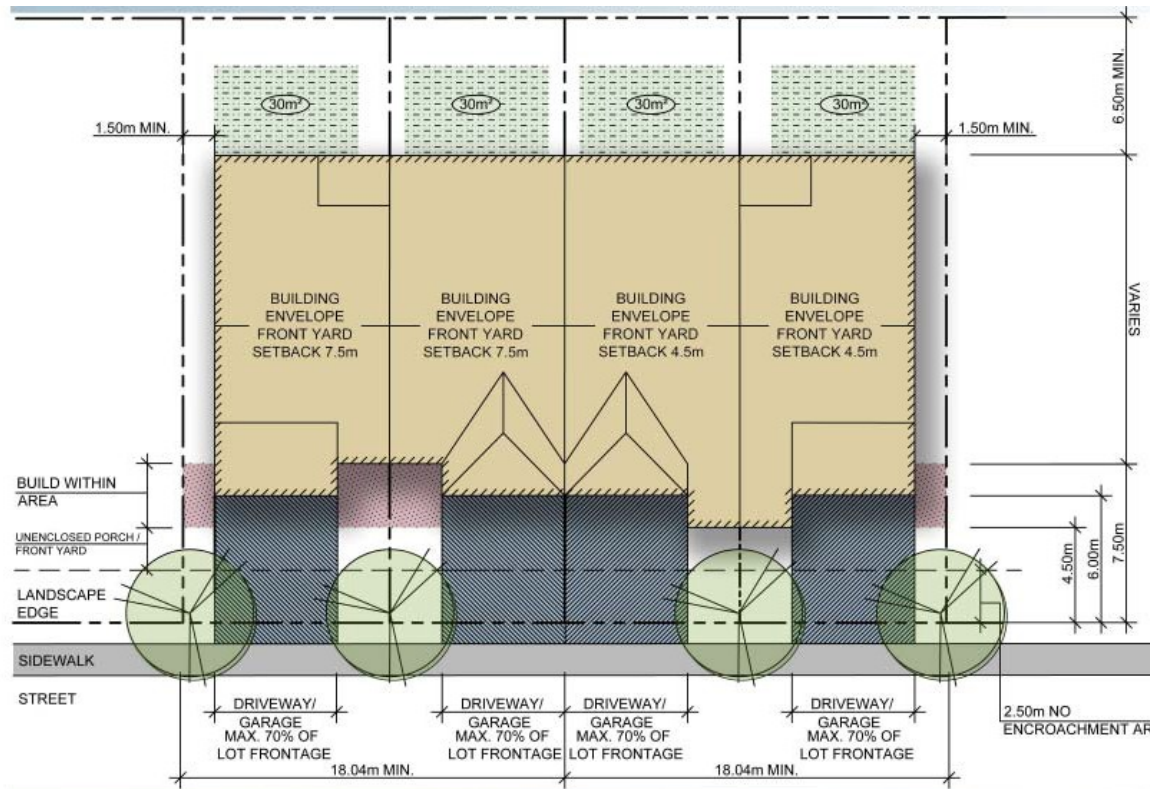 30m²
30m²
30m²
30m²
1.50m MIN.
1.50m MIN.
6.50m MIN.
BUILDING
ENVELOPE
FRONT YARD
SETBACK 7.5m
BUILDING
ENVELOPE
FRONT YARD
SETBACK 7.5m
BUILDING
ENVELOPE
FRONT YARD
SETBACK 4.5m
BUILDING
ENVELOPE
FRONT YARD
SETBACK 4.5m
VARIES
BUILD WITHIN
AREA
UNENCLOSED PORCH /
FRONT YARD
LANDSCAPE
EDGE
4.50m
6.00m
7.50m
SIDEWALK
STREET
DRIVEWAY/
GARAGE
MAX. 70% OF
LOT FRONTAGE
DRIVEWAY/
GARAGE
MAX. 70% OF
LOT FRONTAGE
DRIVEWAY/
GARAGE
MAX. 70% OF
LOT FRONTAGE
DRIVEWAY/
GARAGE
MAX. 70% OF
LOT FRONTAGE
2.50m NO
ENCROACHMENT AR
18.04m MIN.
18.04m MIN.